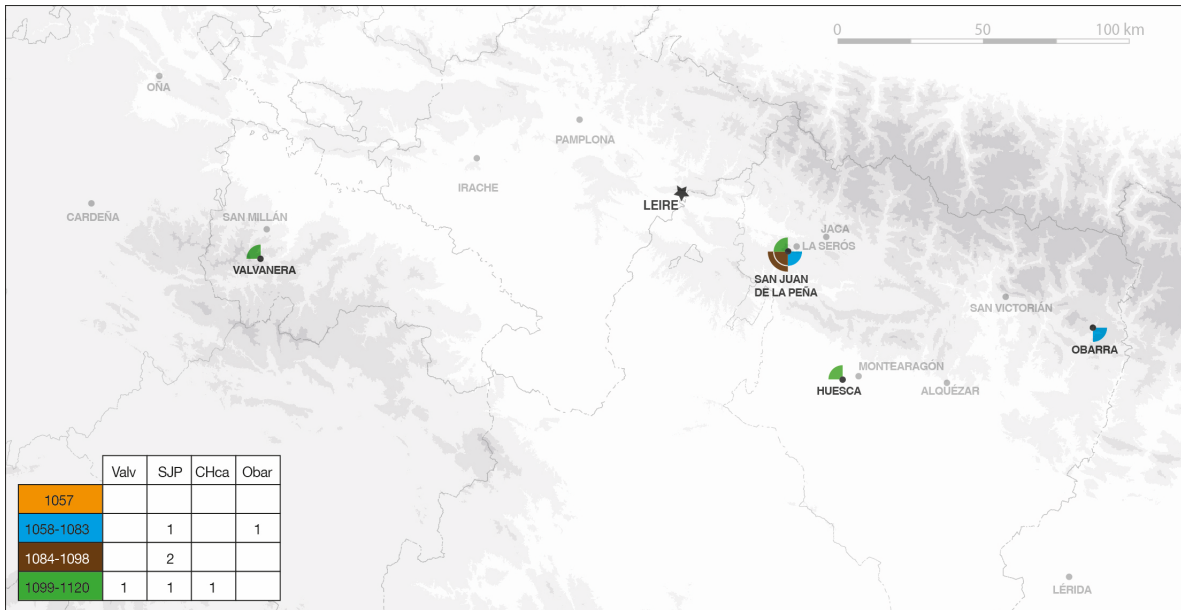 0 50 100 km
OÑA
PAMPLONA
IRACHE
LEIRE
CARDEÑA
SAN MILLÁN
VALVANERA
JACA
LA SERÓS
SAN JUAN
DE LA PEÑA
SAN VICTORIÁN
OBARRA
MONTEARAGÓN
HUESCA
ALQUÉZAR
LÉRIDA
Valv SJP CHca Obar
1057
1058-1083 1 1
1084-1098 2
1099-1120 1 1 1